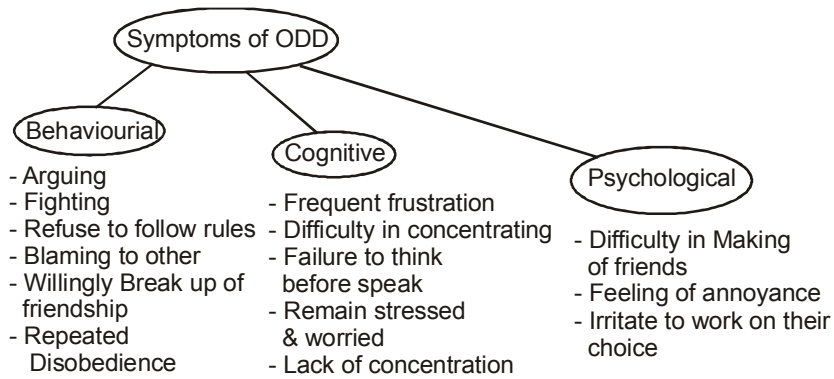 Symptoms of ODD
Behaviourial
- Arguing
- Fighting
- Refuse to follow rules
- Blaming to other
- Willingly Break up of
friendship
- Repeated
Disobedience
Cognitive
- Frequent frustration
- Difficulty in concentrating
- Failure to think
before speak
- Remain stressed
& worried
- Lack of concentration
Psychological
- Difficulty in Making
of friends
- Feeling of annoyance
- Irritate to work on their
choice